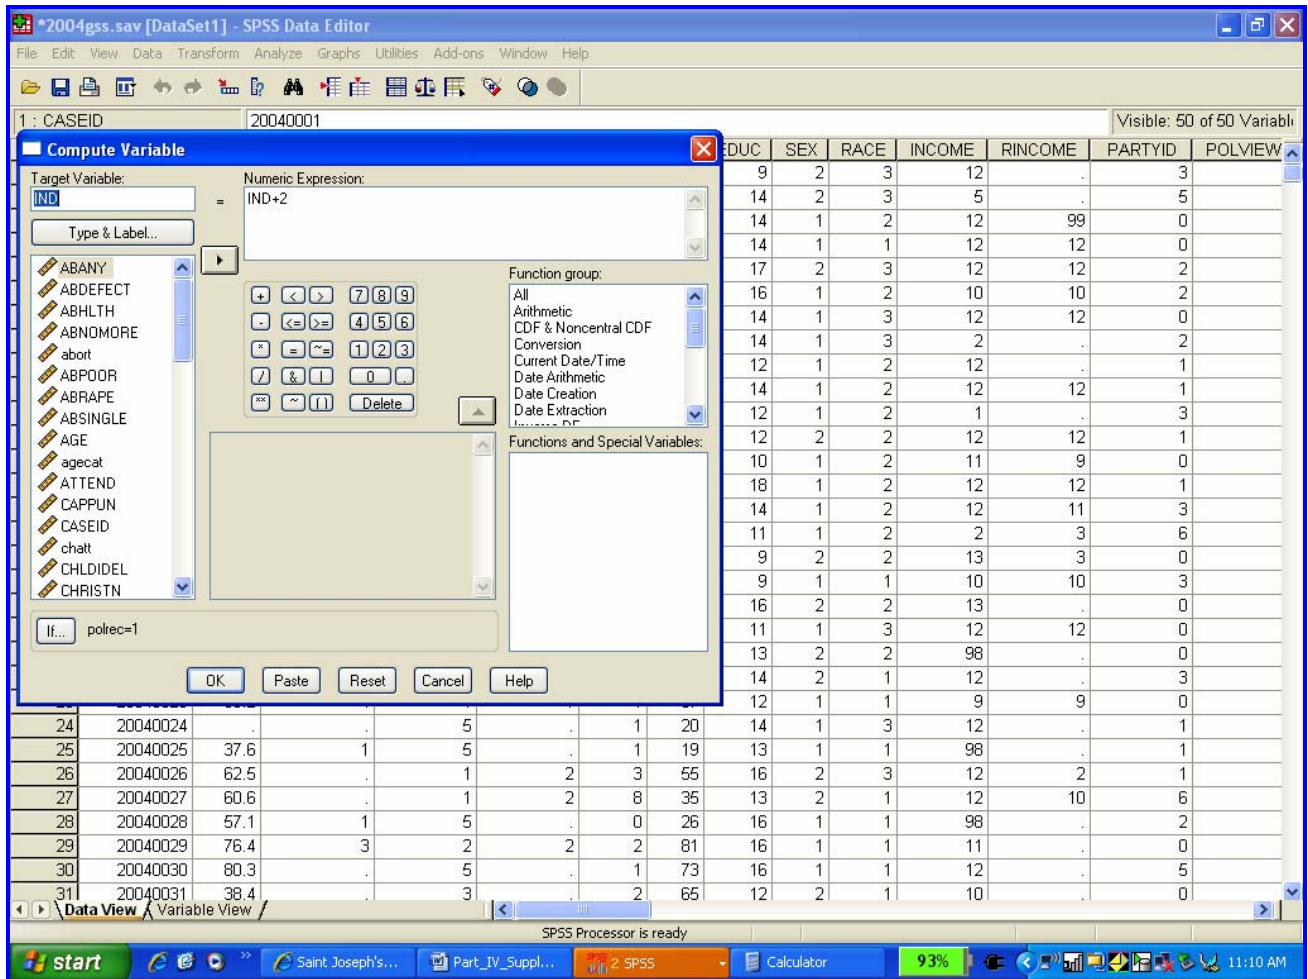 *2004gss.sav [DataSet1] - SPSS Data Editor
File Edit View Data Transform Analyze Graphs Utilities Add-ons Window Help
1 : CASEID 20040001 Visible: 50 of 50 Variabl
Compute Variable
Target Variable: Numeric Expression:
IND = IND+2
Type & Label...
ABANY
ABDEFECT
ABHLTH
ABNOMORE
abort
ABPOOR
ABRAPE
ABSINGLE
AGE
agecat
ATTEND
CAPPUN
CASEID
chatt
CHLDIDEL
CHRISTN
+ < > 7 8 9
- <= >= 4 5 6
* = ~= 1 2 3
/ & | 0 .
** ~ () Delete
Function group:
All
Arithmetic
CDF & Noncentral CDF
Conversion
Current Date/Time
Date Arithmetic
Date Creation
Date Extraction
Functions and Special Variables:
If... polrec=1
OK Paste Reset Cancel Help
EDUC SEX RACE INCOME RINCOME PARTYID POLVIEW
9 2 3 12 . 3
14 2 3 5 . 5
14 1 2 12 99 0
14 1 1 12 12 0
17 2 3 12 12 2
16 1 2 10 10 2
14 1 3 12 12 0
14 1 3 2 . 2
12 1 2 12 . 1
14 1 2 12 12 1
12 1 2 1 . 3
12 2 2 12 12 1
10 1 2 11 9 0
18 1 2 12 12 1
14 1 2 12 11 3
11 1 2 2 3 6
9 2 2 13 3 0
9 1 1 10 10 3
16 2 2 13 . 0
11 1 3 12 12 0
13 2 2 98 . 0
14 2 1 12 . 3
12 1 1 9 9 0
24 20040024 . . 5 . 1 20 14 1 3 12 . 1
25 20040025 37.6 1 5 . 1 19 13 1 1 98 . 1
26 20040026 62.5 . 1 2 3 55 16 2 3 12 2 1
27 20040027 60.6 . 1 2 8 35 13 2 1 12 10 6
28 20040028 57.1 1 5 . 0 26 16 1 1 98 . 2
29 20040029 76.4 3 2 2 2 81 16 1 1 11 . 0
30 20040030 80.3 . 5 . 1 73 16 1 1 12 . 5
31 20040031 38.4 . 3 . 2 65 12 2 1 10 . 0
Data View Variable View
SPSS Processor is ready
start Saint Joseph's... Part_IV_Suppl... 2 SPSS Calculator 93% 11:10 AM